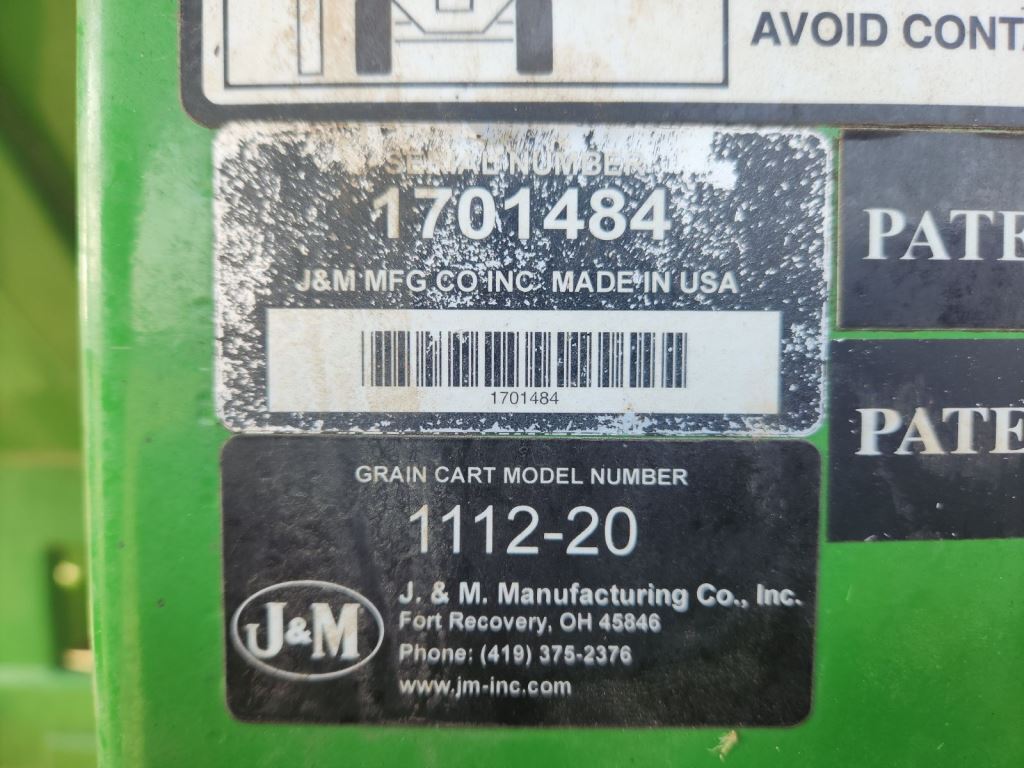 AVOID CONT
SERIAL NUMBER
1701484
J&M MFG CO INC. MADE IN USA
1701484
PATE
PATE
GRAIN CART MODEL NUMBER
1112-20
J&M
J. & M. Manufacturing Co., Inc.
Fort Recovery, OH 45846
Phone: (419) 375-2376
www.jm-inc.com